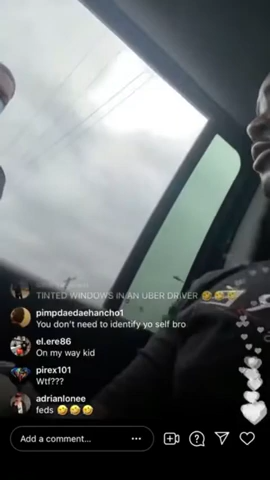 TINTED WINDOWS IN AN UBER DRIVER 🤣🤣🤣
pimpdaedaehancho1
You don't need to identify yo self bro
el.ere86
On my way kid
pirex101
Wtf???
adrianlonee
feds 🤣🤣🤣
Add a comment...